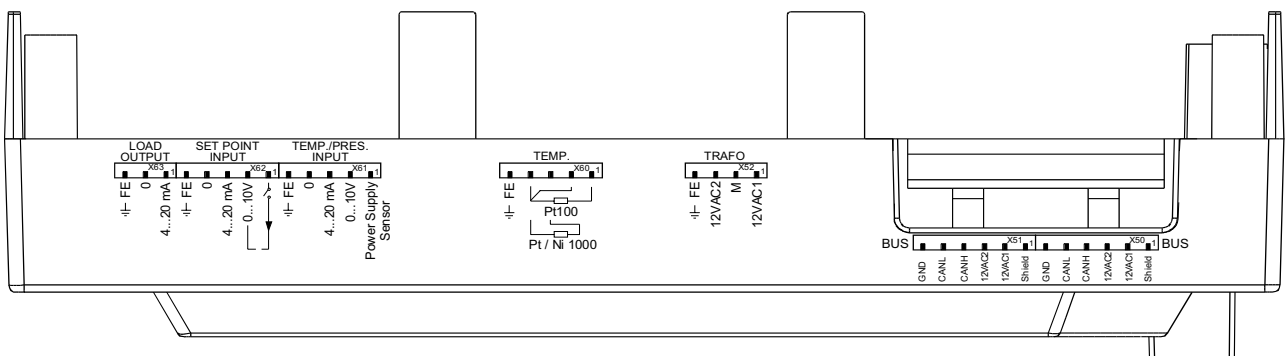 LOAD
OUTPUT
X63
1
FE
0
4...20 mA
SET POINT
INPUT
X62
1
FE
0
4...20 mA
0...10V
TEMP./PRES.
INPUT
X61
1
FE
0
4...20 mA
0...10V
Power Supply
Sensor
TEMP.
X60
1
FE
Pt100
Pt / Ni 1000
TRAFO
X52
1
FE
12VAC2
M
12VAC1
BUS
X51
1
GND
CANL
CANH
12VAC2
12VAC1
Shield
X50
1
BUS
GND
CANL
CANH
12VAC2
12VAC1
Shield